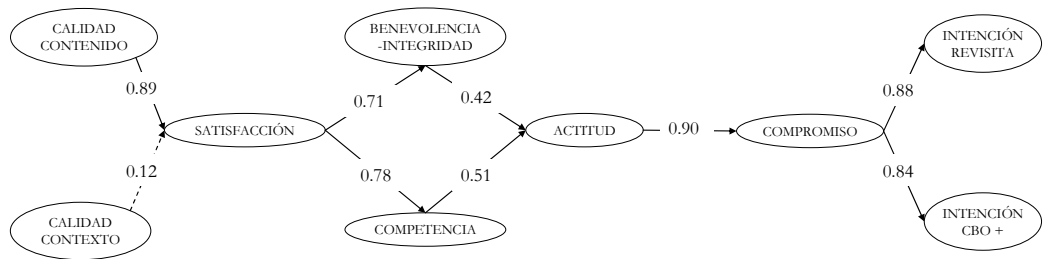 CALIDAD
CONTENIDO
0.89
CALIDAD
CONTEXTO
0.12
SATISFACCIÓN
0.71
0.78
BENEVOLENCIA
-INTEGRIDAD
COMPETENCIA
0.42
0.51
ACTITUD
0.90
COMPROMISO
0.88
0.84
INTENCIÓN
REVISITA
INTENCIÓN
CBO +